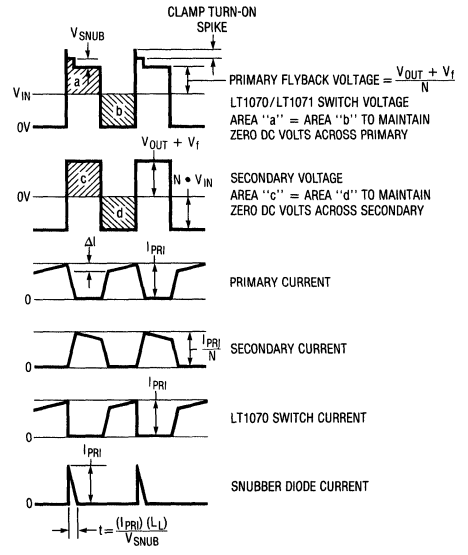 CLAMP TURN-ON
SPIKE
V_SNUB
a
V_IN
b
0V
PRIMARY FLYBACK VOLTAGE = (V_OUT + V_f)/N
LT1070/LT1071 SWITCH VOLTAGE
AREA "a" = AREA "b" TO MAINTAIN
ZERO DC VOLTS ACROSS PRIMARY
V_OUT + V_f
c
0V
d
N • V_IN
SECONDARY VOLTAGE
AREA "c" = AREA "d" TO MAINTAIN
ZERO DC VOLTS ACROSS SECONDARY
ΔI
I_PRI
0
PRIMARY CURRENT
0
I_PRI/N
SECONDARY CURRENT
I_PRI
0
LT1070 SWITCH CURRENT
I_PRI
0
SNUBBER DIODE CURRENT
t = (I_PRI)(L_L)/V_SNUB